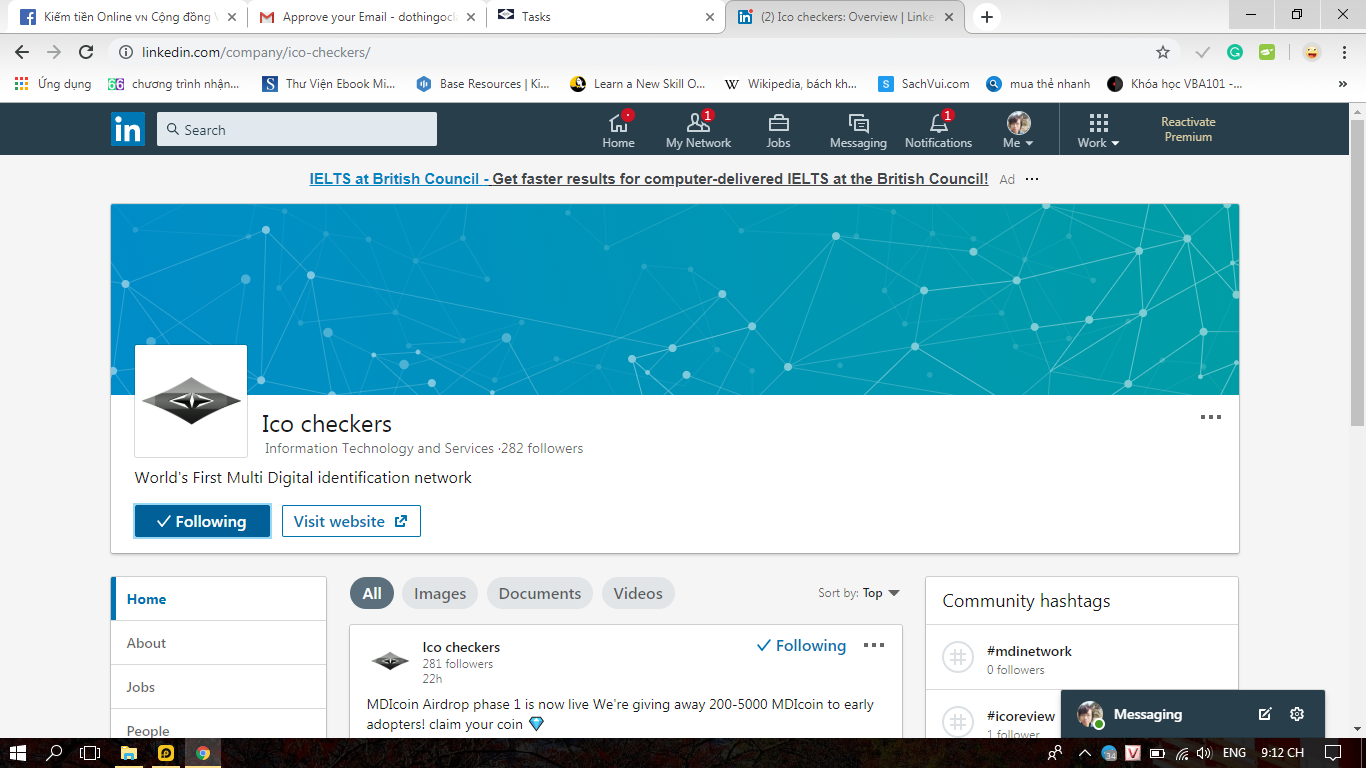 Kiếm tiền Online VN Cộng đồng
Approve your Email - dothingocl
Tasks
(2) Ico checkers: Overview | Linke
linkedin.com/company/ico-checkers/
Ứng dụng
chương trình nhận...
Thư Viện Ebook Mi...
Base Resources | Ki...
Learn a New Skill O...
Wikipedia, bách kh...
SachVui.com
mua thẻ nhanh
Khóa học VBA101 -...
»
in
Search
Home
My Network
1
Jobs
Messaging
Notifications
1
Me
Work
Reactivate
Premium
IELTS at British Council - Get faster results for computer-delivered IELTS at the British Council!
Ad
Ico checkers
Information Technology and Services ·282 followers
World's First Multi Digital identification network
Following
Visit website
Home
About
Jobs
People
All
Images
Documents
Videos
Sort by: Top
Ico checkers
281 followers
22h
Following
MDIcoin Airdrop phase 1 is now live We're giving away 200-5000 MDIcoin to early
adopters! claim your coin 💎
Community hashtags
#mdinetwork
0 followers
#icoreview
1 follower
Messaging
34
V
ENG
9:12 CH